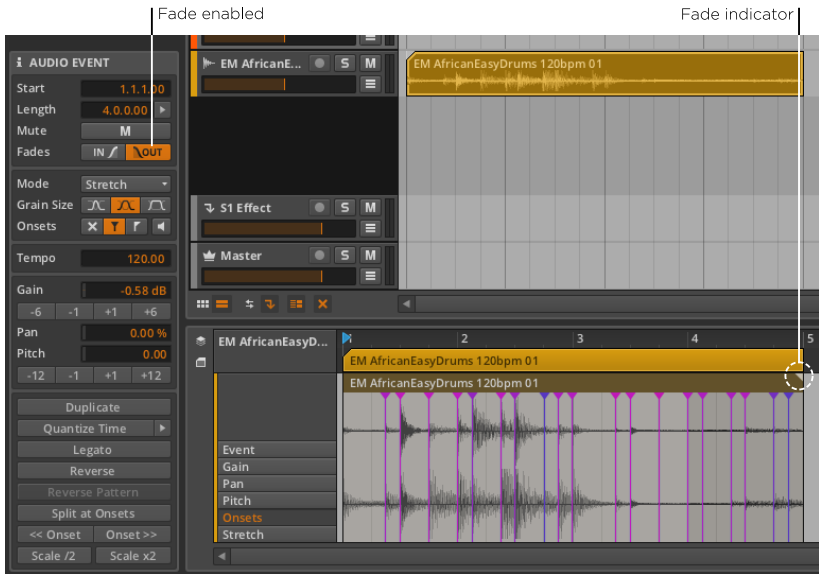 Fade enabled
Fade indicator
AUDIO EVENT
Start 1.1.1.00
Length 4.0.0.00
Mute M
Fades IN OUT
Mode Stretch
Grain Size
Onsets
Tempo 120.00
Gain -0.58 dB
-6 -1 +1 +6
Pan 0.00 %
Pitch 0.00
-12 -1 +1 +12
Duplicate
Quantize Time
Legato
Reverse
Reverse Pattern
Split at Onsets
<< Onset Onset >>
Scale /2 Scale x2
EM AfricanE... S M
EM AfricanEasyDrums 120bpm 01
S1 Effect S M
Master S M
EM AfricanEasyD...
1 2 3 4 5
EM AfricanEasyDrums 120bpm 01
EM AfricanEasyDrums 120bpm 01
Event
Gain
Pan
Pitch
Onsets
Stretch